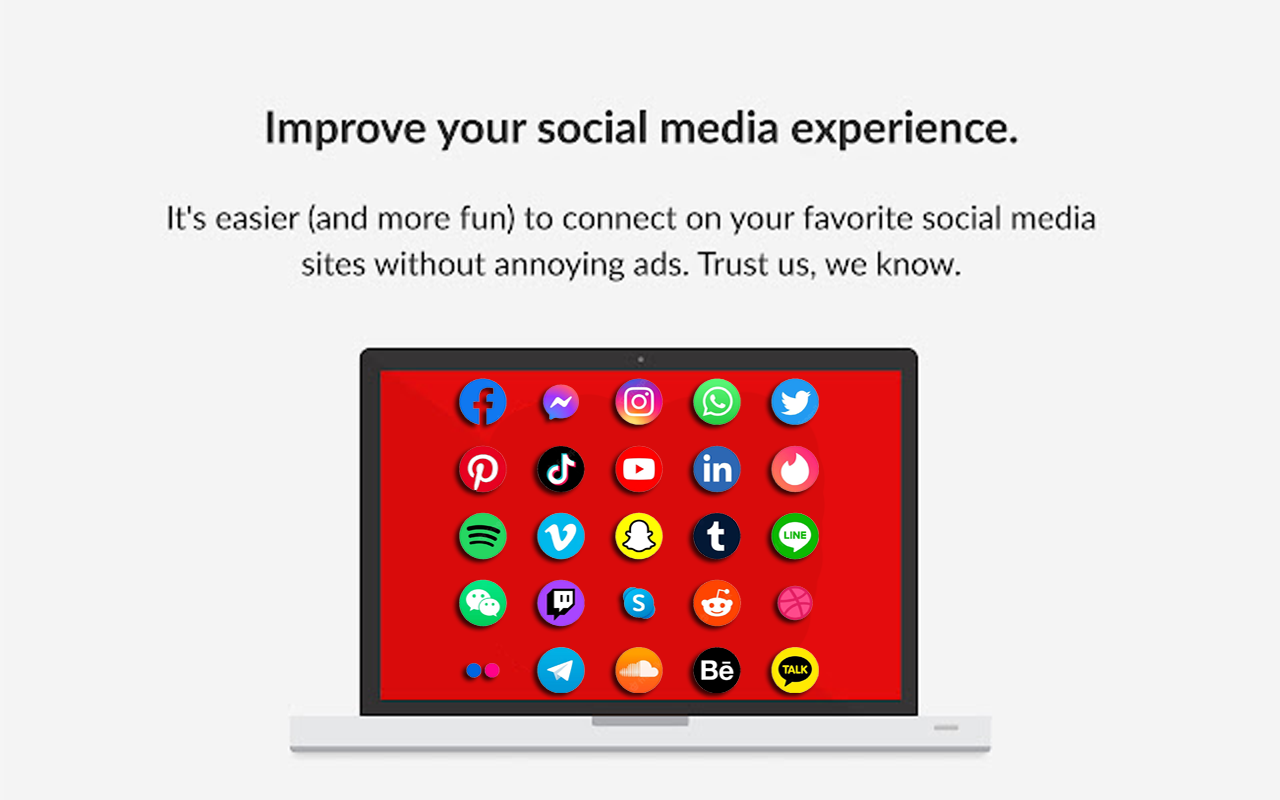 Improve your social media experience.
It's easier (and more fun) to connect on your favorite social media
sites without annoying ads. Trust us, we know.
in
t
LINE
S
Bē
TALK